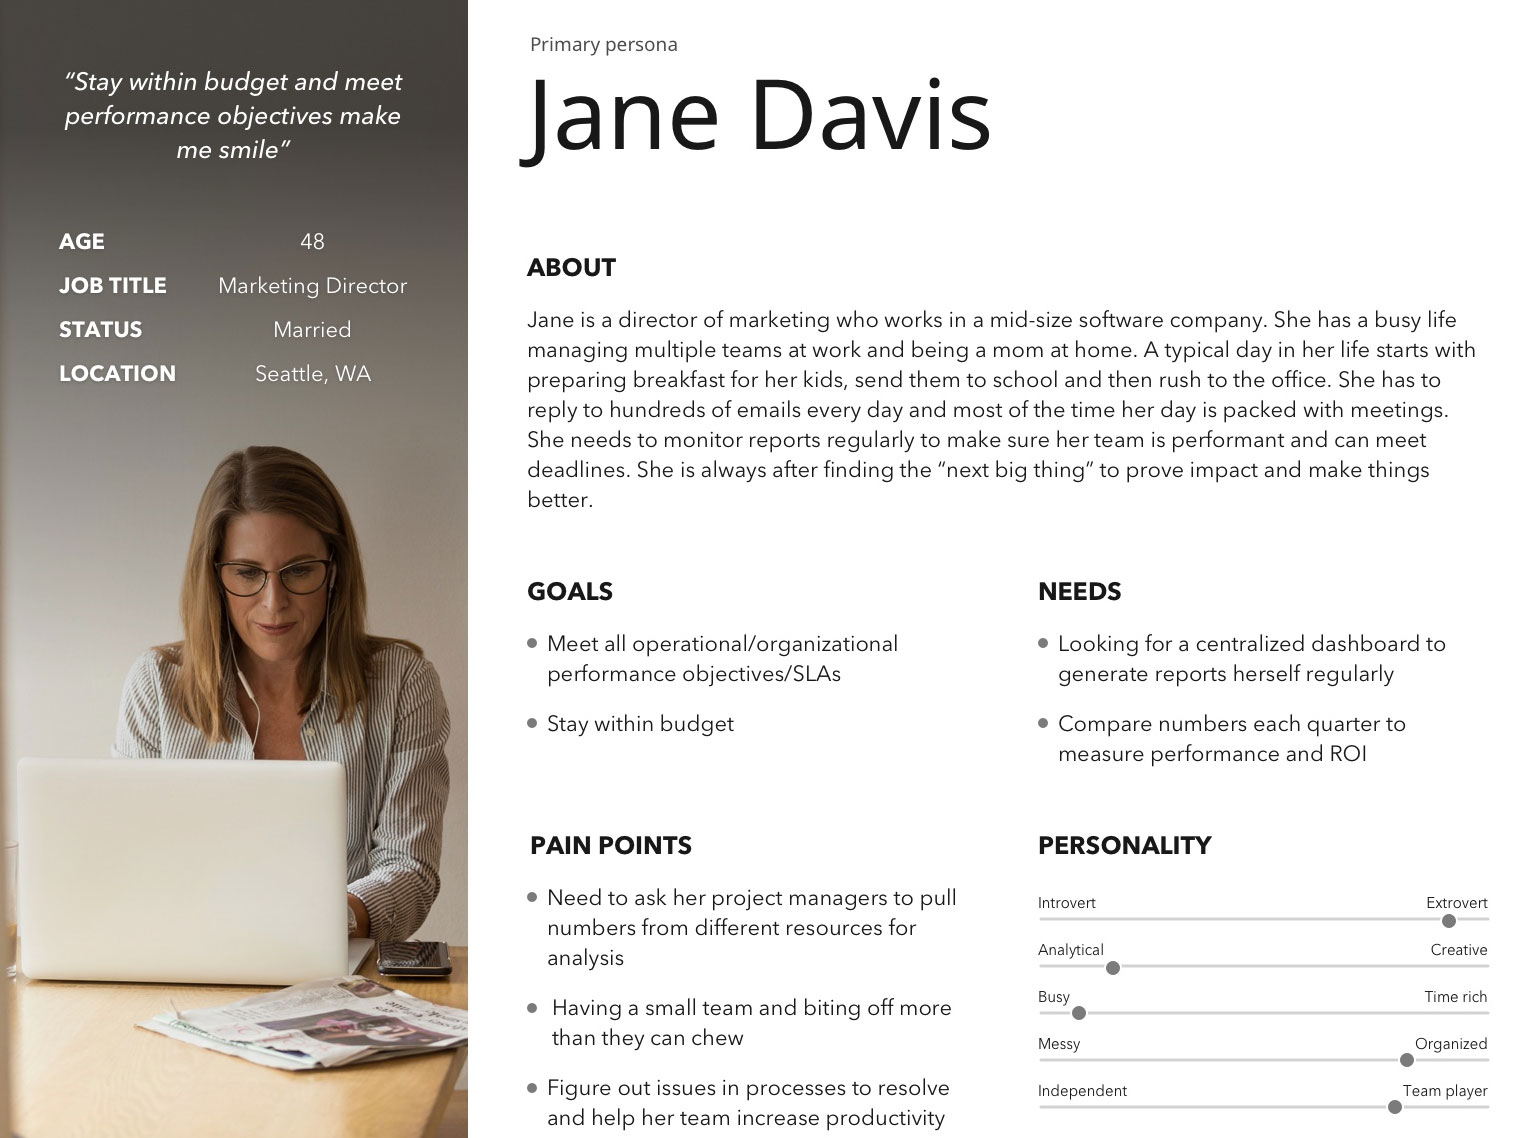 “Stay within budget and meet
performance objectives make
me smile”
AGE 48
JOB TITLE Marketing Director
STATUS Married
LOCATION Seattle, WA
Primary persona
Jane Davis
ABOUT
Jane is a director of marketing who works in a mid-size software company. She has a busy life
managing multiple teams at work and being a mom at home. A typical day in her life starts with
preparing breakfast for her kids, send them to school and then rush to the office. She has to
reply to hundreds of emails every day and most of the time her day is packed with meetings.
She needs to monitor reports regularly to make sure her team is performant and can meet
deadlines. She is always after finding the “next big thing” to prove impact and make things
better.
GOALS
Meet all operational/organizational
performance objectives/SLAs
Stay within budget
NEEDS
Looking for a centralized dashboard to
generate reports herself regularly
Compare numbers each quarter to
measure performance and ROI
PAIN POINTS
Need to ask her project managers to pull
numbers from different resources for
analysis
Having a small team and biting off more
than they can chew
Figure out issues in processes to resolve
and help her team increase productivity
PERSONALITY
Introvert Extrovert
Analytical Creative
Busy Time rich
Messy Organized
Independent Team player